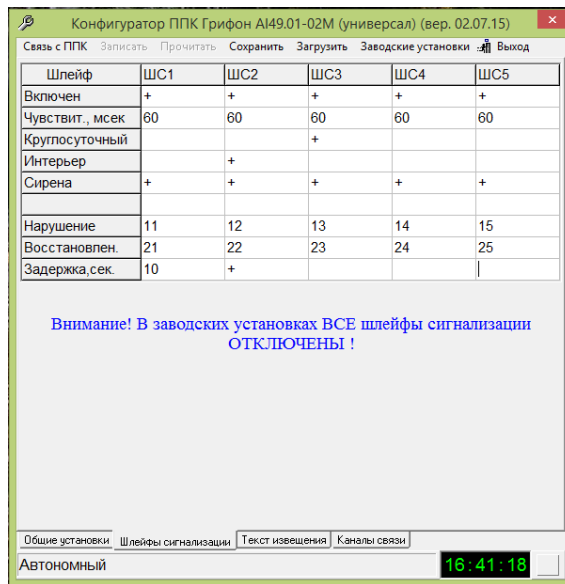 Конфигуратор ППК Грифон AI49.01-02M (универсал) (вер. 02.07.15) ×
Связь с ППК Записать Прочитать Сохранить Загрузить Заводские установки Выход
Шлейф ШС1 ШС2 ШС3 ШС4 ШС5
Включен + + + + +
Чувствит., мсек 60 60 60 60 60
Круглосуточный +
Интерьер +
Сирена + + + + +
Нарушение 11 12 13 14 15
Восстановлен. 21 22 23 24 25
Задержка,сек. 10 +
Внимание! В заводских установках ВСЕ шлейфы сигнализации
ОТКЛЮЧЕНЫ !
Общие установки Шлейфы сигнализации Текст извещения Каналы связи
Автономный 16:41:18